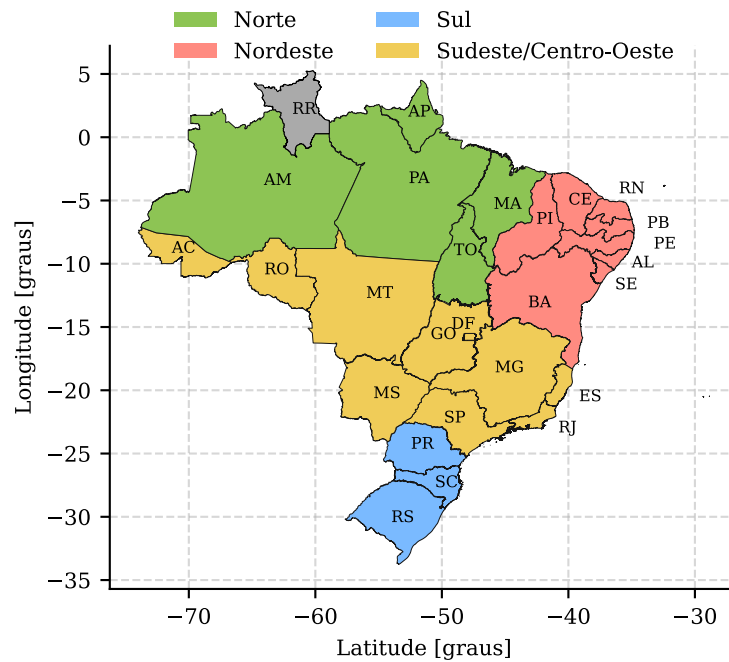 Norte
Nordeste
Sul
Sudeste/Centro-Oeste
5
0
−5
−10
−15
−20
−25
−30
−35
Longitude [graus]
RR
AP
AM
PA
MA
CE
RN
PI
PB
PE
AC
TO
AL
RO
SE
MT
BA
DF
GO
MG
MS
ES
SP
RJ
PR
SC
RS
−70
−60
−50
−40
−30
Latitude [graus]